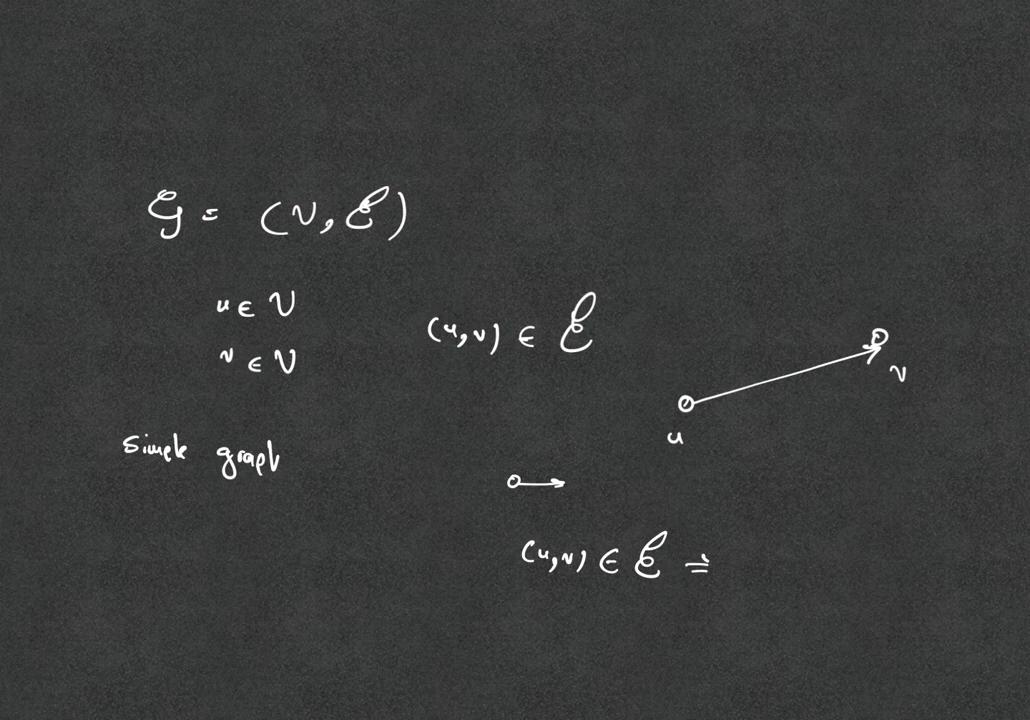 G = (V, E)
u ∈ V
(u,v) ∈ E
v ∈ V
v
u
simple graph
(u,v) ∈ E ⇒